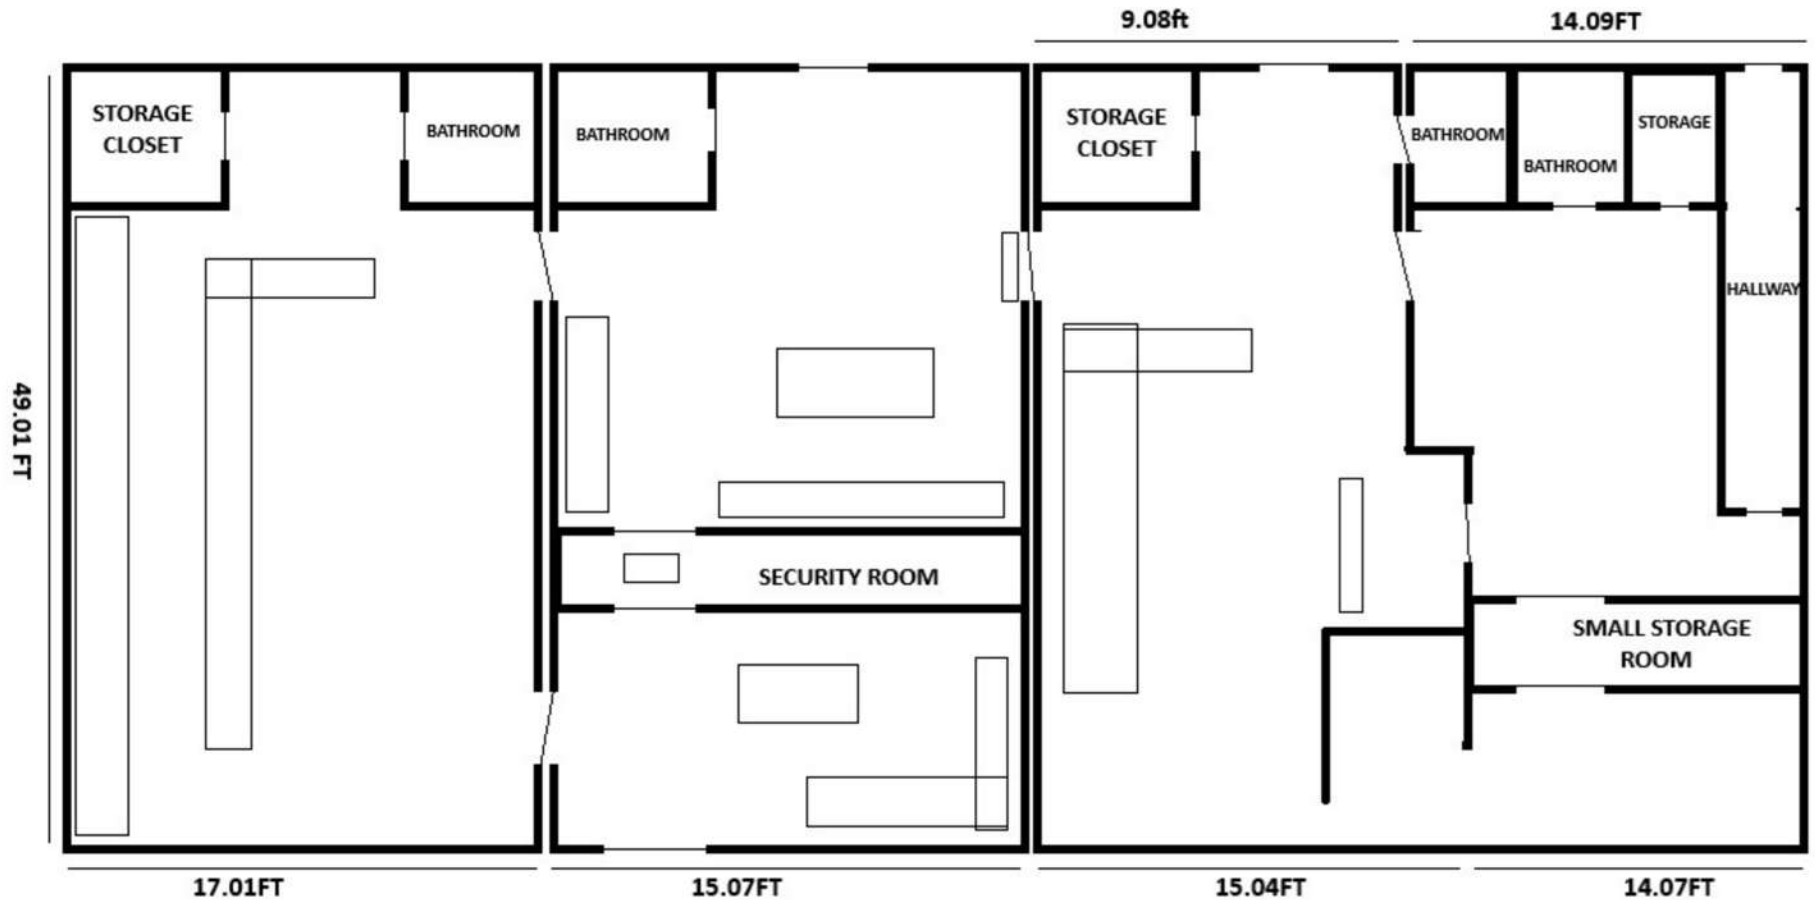 9.08ft
14.09FT
STORAGE
CLOSET
BATHROOM
BATHROOM
STORAGE
CLOSET
BATHROOM
BATHROOM
STORAGE
HALLWAY
49.01 FT
SECURITY ROOM
SMALL STORAGE
ROOM
17.01FT
15.07FT
15.04FT
14.07FT